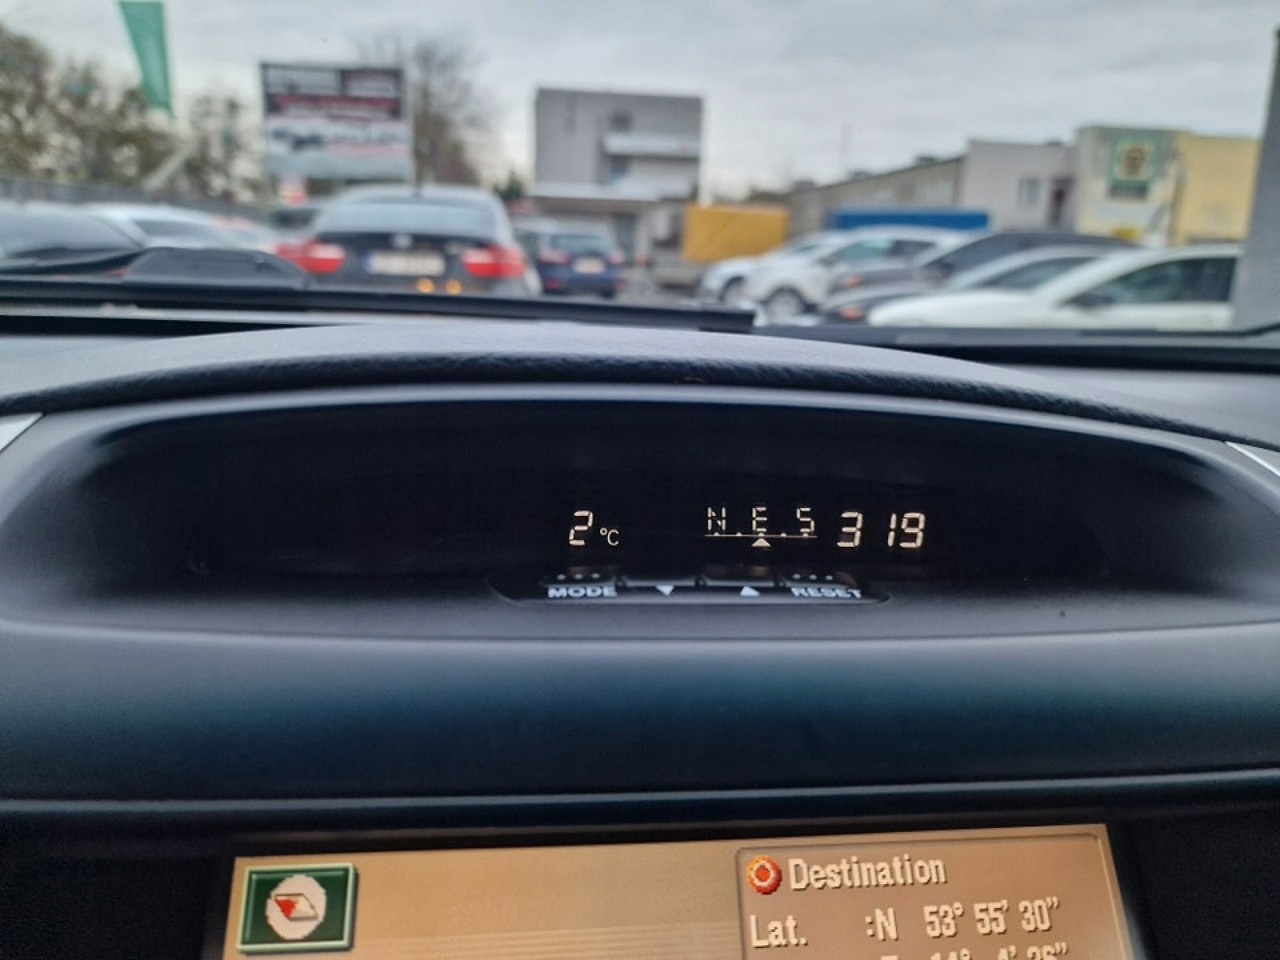 2 °C N E S 319
MODE ▼ ▲ RESET
Destination
Lat. :N 53° 55' 30"